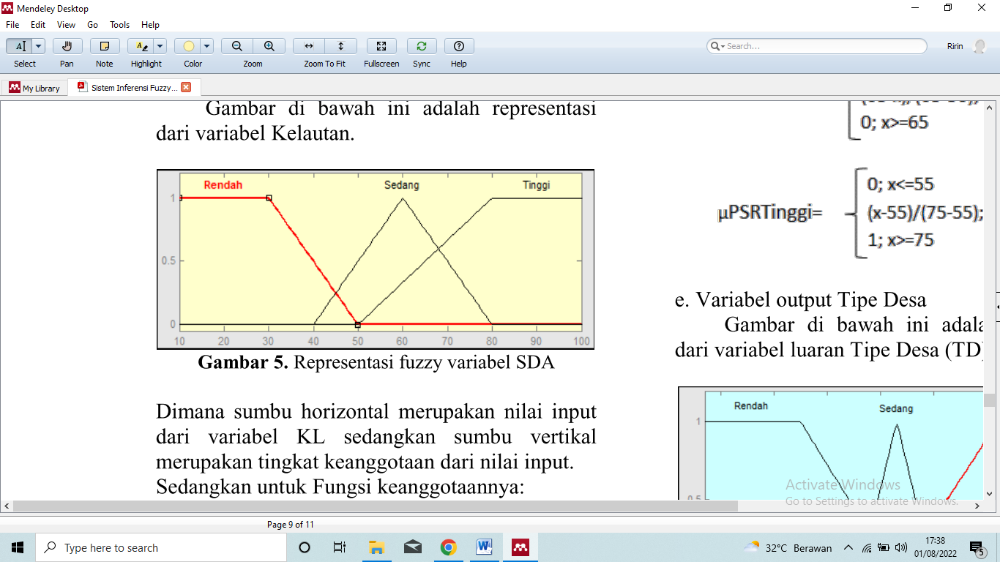 Mendeley Desktop
File Edit View Go Tools Help
Select Pan Note Highlight Color Zoom Zoom To Fit Fullscreen Sync Help
Search...
Ririn
My Library
Sistem Inferensi Fuzzy...
Gambar di bawah ini adalah representasi
dari variabel Kelautan.
Rendah Sedang Tinggi
1
0.5
0
10 20 30 40 50 60 70 80 90 100
Gambar 5. Representasi fuzzy variabel SDA
Dimana sumbu horizontal merupakan nilai input
dari variabel KL sedangkan sumbu vertikal
merupakan tingkat keanggotaan dari nilai input.
Sedangkan untuk Fungsi keanggotaannya:
0; x>=65
µPSRTinggi=
0; x<=55
(x-55)/(75-55);
1; x>=75
e. Variabel output Tipe Desa
Gambar di bawah ini adala
dari variabel luaran Tipe Desa (TD)
Rendah Sedang
1
0.5
Activate Windows
Go to Settings to activate Windows.
Page 9 of 11
Type here to search
32°C Berawan
17:38
01/08/2022
5